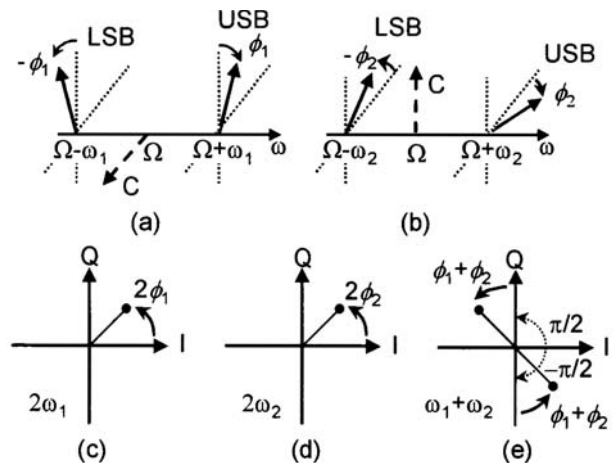 LSB
USB
-ϕ₁
ϕ₁
C
Ω-ω₁
Ω
Ω+ω₁
ω
(a)
LSB
USB
-ϕ₂
C
ϕ₂
Ω-ω₂
Ω
Ω+ω₂
ω
(b)
Q
2ϕ₁
I
2ω₁
(c)
Q
2ϕ₂
I
2ω₂
(d)
Q
ϕ₁+ϕ₂
π/2
I
-π/2
ω₁+ω₂
ϕ₁+ϕ₂
(e)